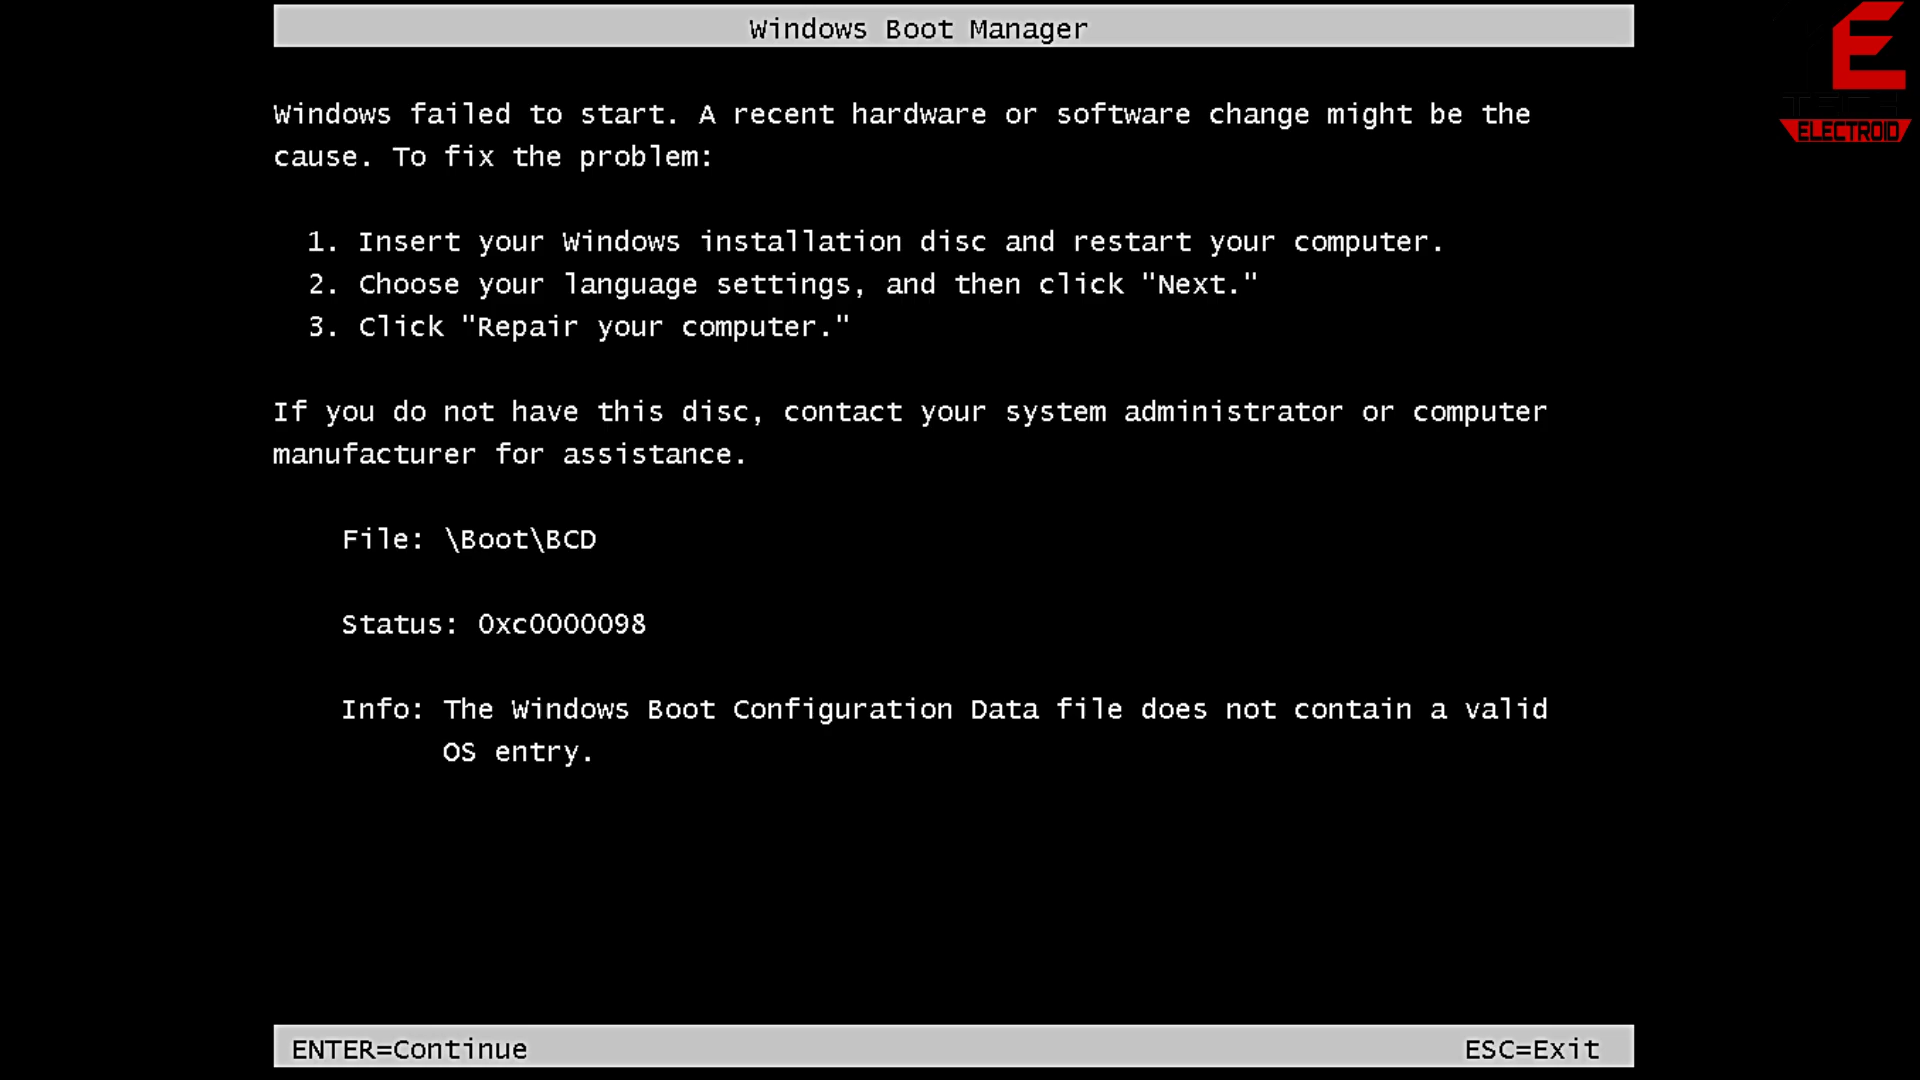 Windows Boot Manager
Windows failed to start. A recent hardware or software change might be the
cause. To fix the problem:
1. Insert your Windows installation disc and restart your computer.
2. Choose your language settings, and then click "Next."
3. Click "Repair your computer."
If you do not have this disc, contact your system administrator or computer
manufacturer for assistance.
File: \Boot\BCD
Status: 0xc0000098
Info: The Windows Boot Configuration Data file does not contain a valid
OS entry.
ENTER=Continue ESC=Exit
E
ELECTROID